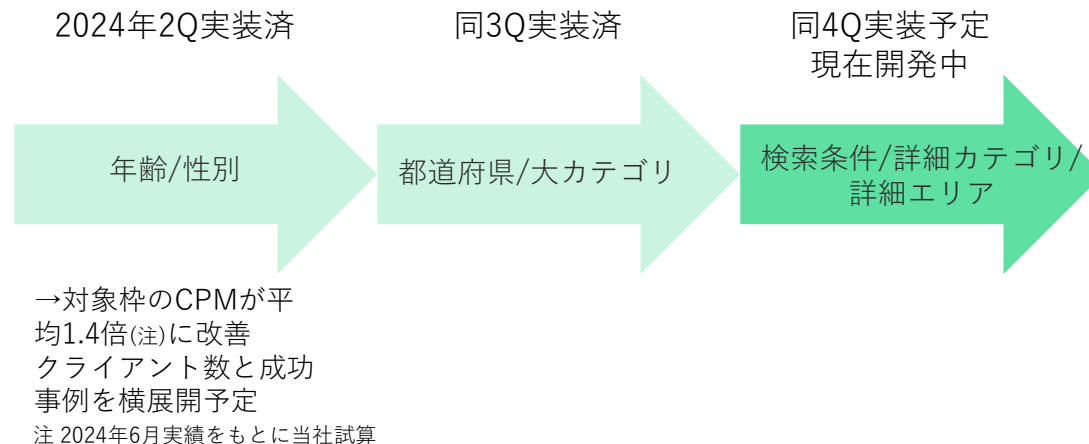 2024年2Q実装済
同3Q実装済
同4Q実装予定
現在開発中
年齢/性別
都道府県/大カテゴリ
検索条件/詳細カテゴリ/
詳細エリア
→対象枠のCPMが平
均1.4倍(注)に改善
クライアント数と成功
事例を横展開予定
注 2024年6月実績をもとに当社試算